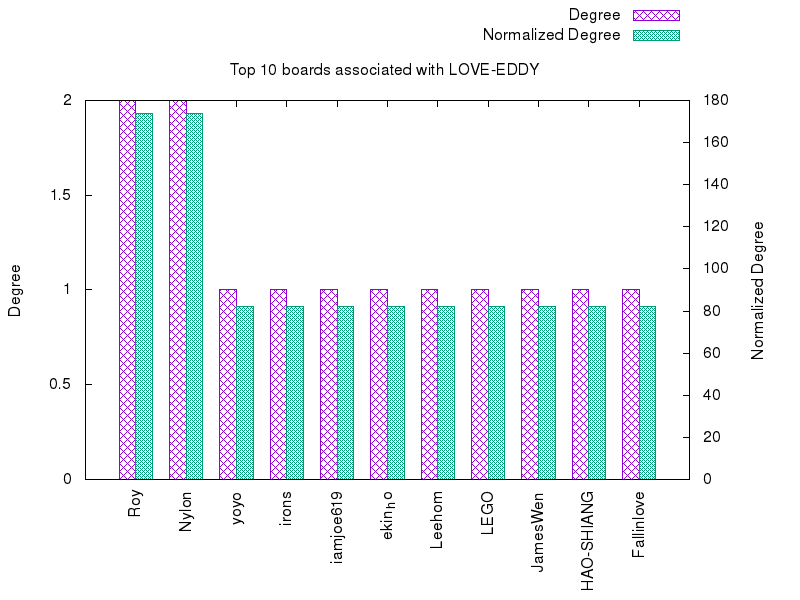 Degree
Normalized Degree
Top 10 boards associated with LOVE-EDDY
2
1.5
1
0.5
0
180
160
140
120
100
80
60
40
20
0
Degree
Normalized Degree
Roy
Nylon
yoyo
irons
iamjoe619
ekinho
Leehom
LEGO
JamesWen
HAO-SHIANG
Fallinlove